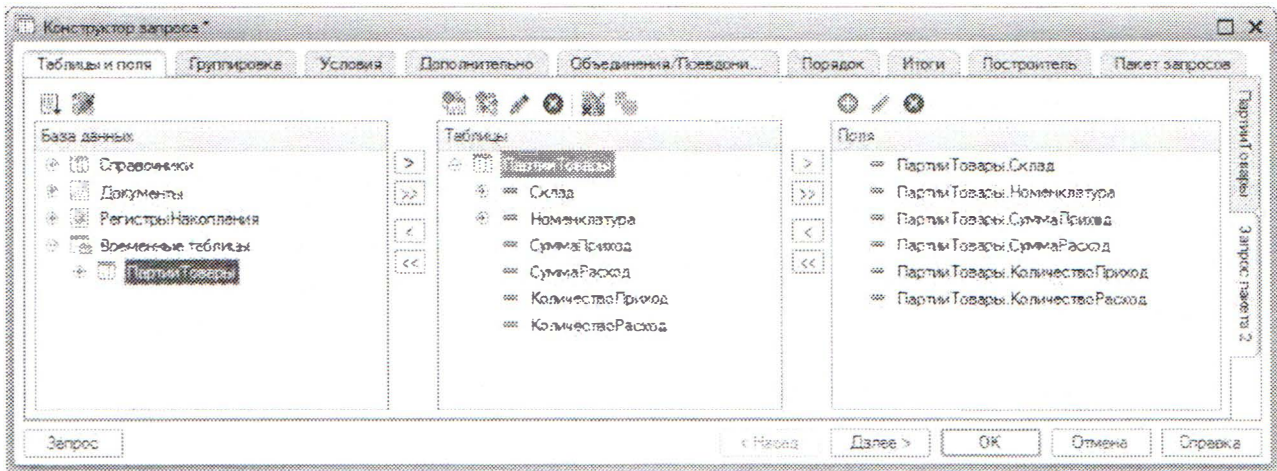 Конструктор запроса *
Таблицы и поля
Группировка
Условия
Дополнительно
Объединения/Псевдони...
Порядок
Итоги
Построитель
Пакет запросов
База данных
Справочники
Документы
РегистрыНакопления
Временные таблицы
ПартииТовары
>
>>
<
<<
Таблицы
ПартииТовары
Склад
Номенклатура
СуммаПриход
СуммаРасход
КоличествоПриход
КоличествоРасход
>
>>
<
<<
Поля
ПартииТовары.Склад
ПартииТовары.Номенклатура
ПартииТовары.СуммаПриход
ПартииТовары.СуммаРасход
ПартииТовары.КоличествоПриход
ПартииТовары.КоличествоРасход
ПартииТовары
Запрос пакета 2
Запрос
< Назад
Далее >
ОК
Отмена
Справка